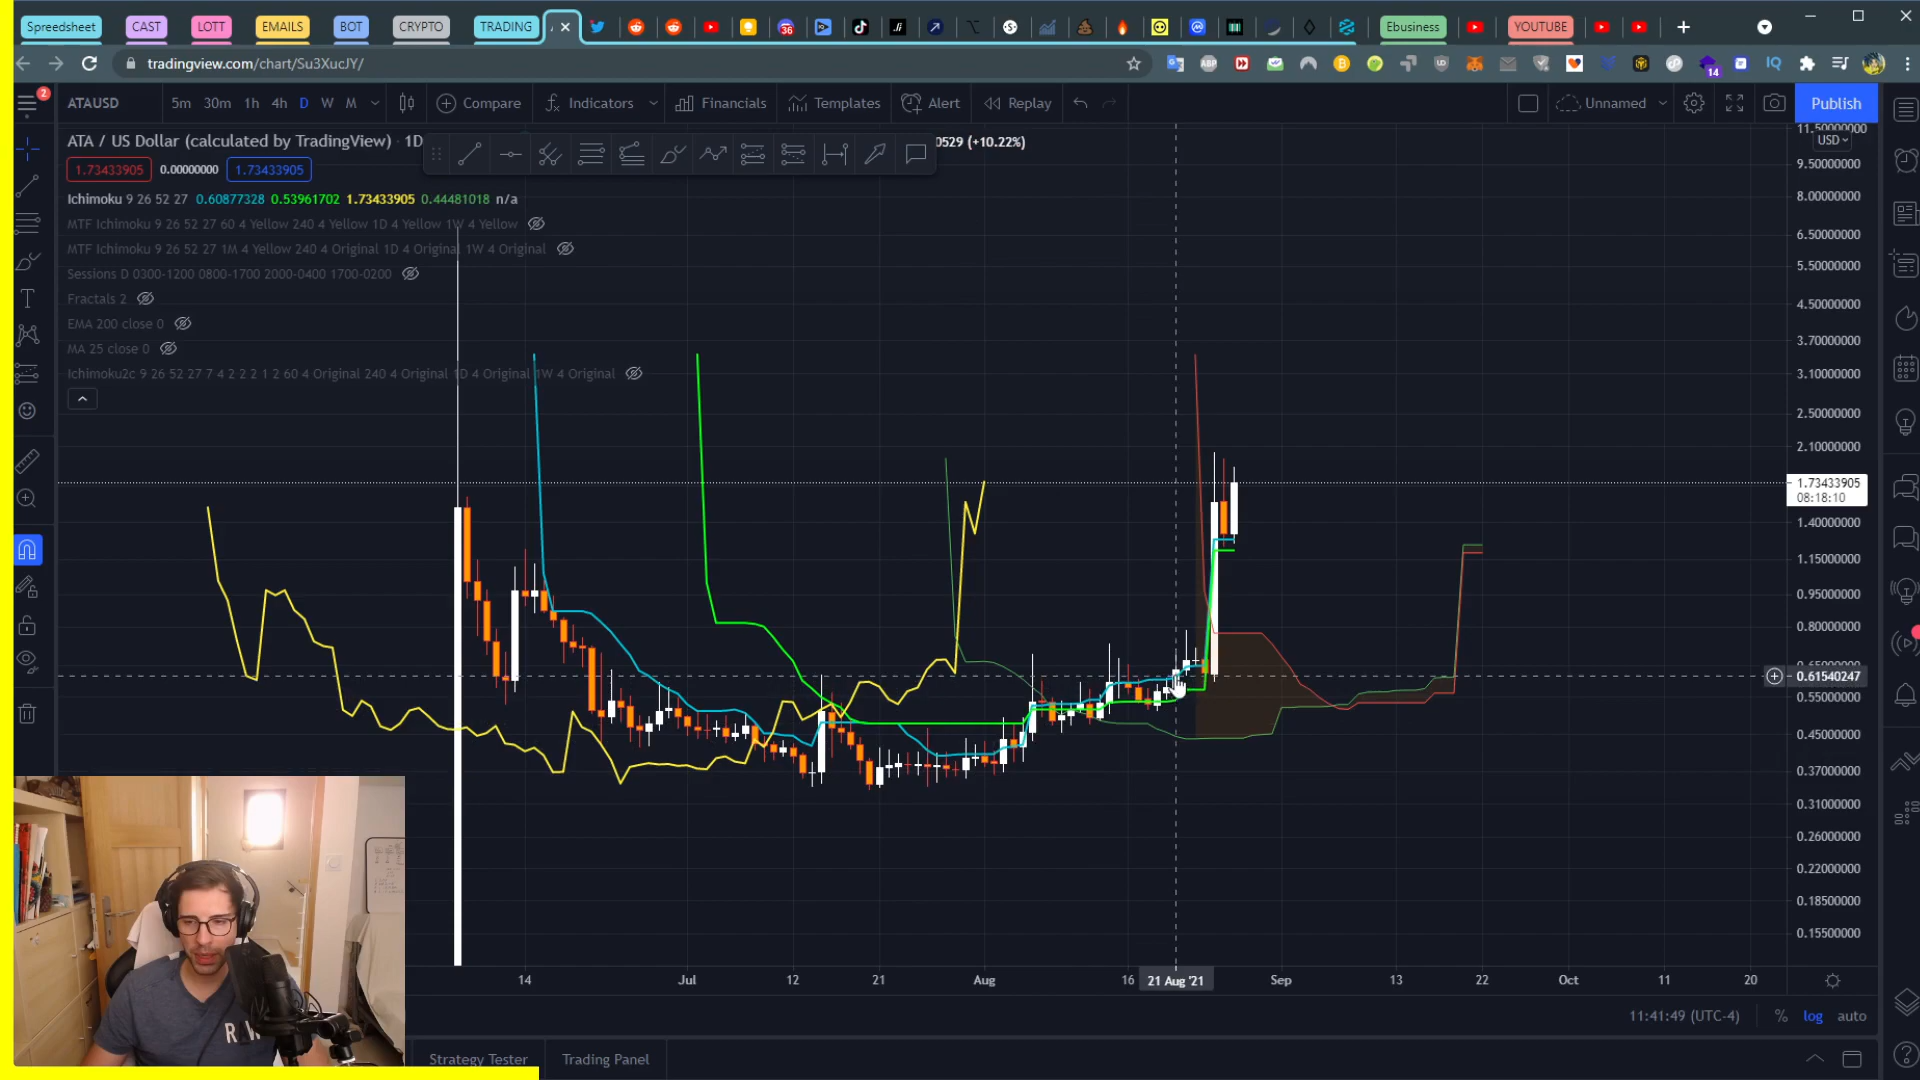 Spreedsheet CAST LOTT EMAILS BOT CRYPTO TRADING 36 Ebusiness YOUTUBE
tradingview.com/chart/Su3XucJY/ ABP UD IQ 14
2 ATAUSD 5m 30m 1h 4h D W M Compare Indicators Financials Templates Alert Replay Unnamed Publish
ATA / US Dollar (calculated by TradingView) · 1D 0529 (+10.22%)
USD
1.73433905 0.00000000 1.73433905
Ichimoku 9 26 52 27 0.60877328 0.53961702 1.73433905 0.44481018 n/a
MTF Ichimoku 9 26 52 27 60 4 Yellow 240 4 Yellow 1D 4 Yellow 1W 4 Yellow
MTF Ichimoku 9 26 52 27 1M 4 Yellow 240 4 Original 1D 4 Original 1W 4 Original
Sessions D 0300-1200 0800-1700 2000-0400 1700-0200
Fractals 2
EMA 200 close 0
MA 25 close 0
Ichimoku2c 9 26 52 27 7 4 2 2 2 1 2 60 4 Original 240 4 Original 1D 4 Original 1W 4 Original
11.50000000
9.50000000
8.00000000
6.50000000
5.50000000
4.50000000
3.70000000
3.10000000
2.50000000
2.10000000
1.73433905
08:18:10
1.40000000
1.15000000
0.95000000
0.80000000
0.65000000
0.61540247
0.55000000
0.45000000
0.37000000
0.31000000
0.26000000
0.22000000
0.18500000
0.15500000
14 Jul 12 21 Aug 16 21 Aug '21 Sep 13 22 Oct 11 20
11:41:49 (UTC-4) % log auto
Strategy Tester Trading Panel